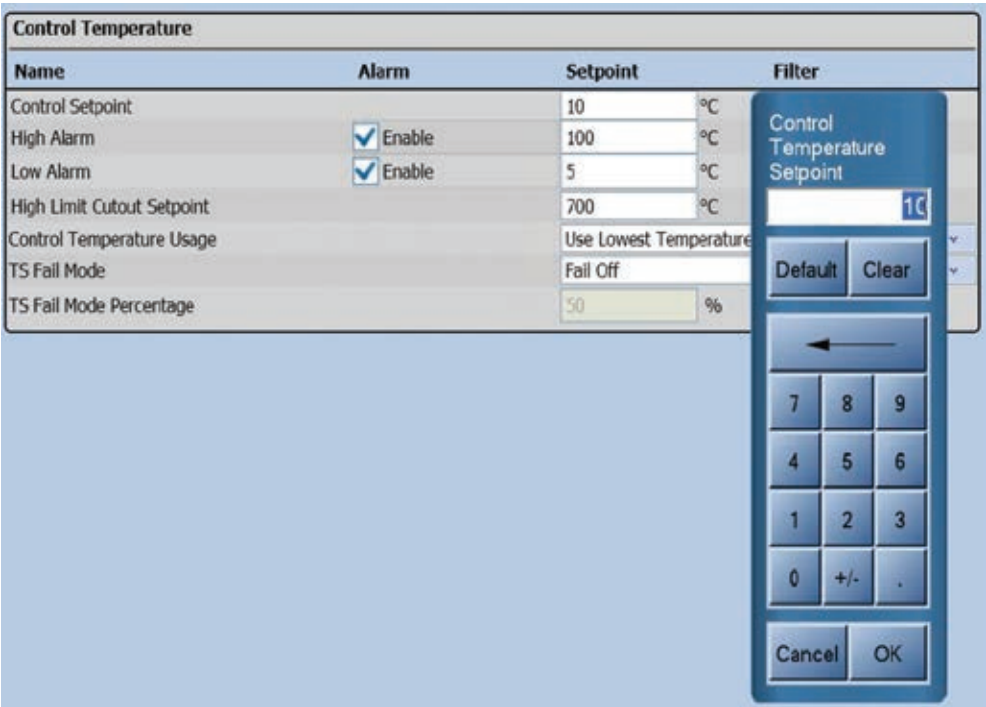 Control Temperature
Name Alarm Setpoint Filter
Control Setpoint 10 °C
High Alarm Enable 100 °C
Low Alarm Enable 5 °C
High Limit Cutout Setpoint 700 °C
Control Temperature Usage Use Lowest Temperature
TS Fail Mode Fail Off
TS Fail Mode Percentage 50 %
Control
Temperature
Setpoint
10
Default Clear
7 8 9
4 5 6
1 2 3
0 +/- .
Cancel OK